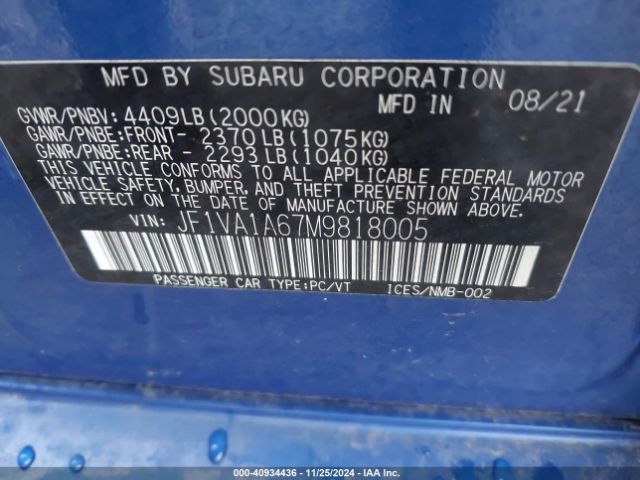 MFD BY SUBARU CORPORATION
MFD IN 08/21
GVWR/PNBV: 4409LB(2000KG)
GAWR/PNBE:FRONT- 2370LB(1075KG)
GAWR/PNBE:REAR - 2293LB(1040KG)
THIS VEHICLE CONFORMS TO ALL APPLICABLE FEDERAL MOTOR
VEHICLE SAFETY, BUMPER, AND THEFT PREVENTION STANDARDS
IN EFFECT ON THE DATE OF MANUFACTURE SHOWN ABOVE.
VIN: JF1VA1A67M9818005
PASSENGER CAR TYPE:PC/VT ICES/NMB-002
000-40934436 - 11/25/2024 - IAA Inc.